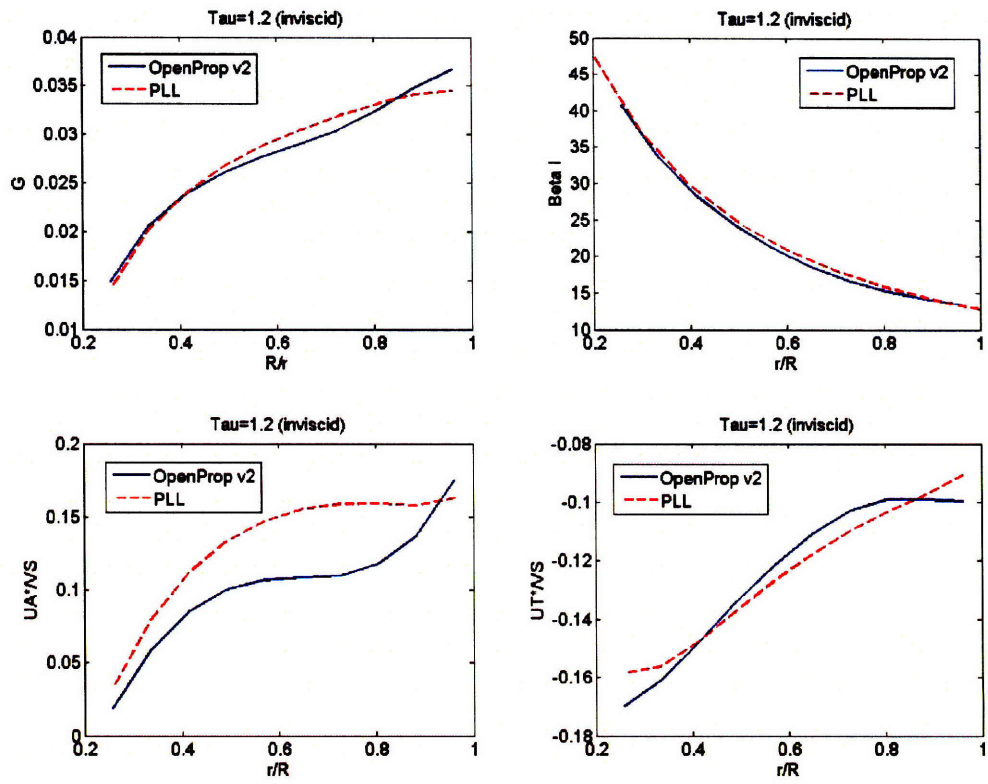 Tau=1.2 (inviscid)
0.04
0.035
0.03
0.025
0.02
0.015
0.01
G
OpenProp v2
PLL
0.2
0.4
0.6
0.8
1
R/r
Tau=1.2 (inviscid)
50
45
40
35
30
25
20
15
10
Beta I
OpenProp v2
PLL
0.2
0.4
0.6
0.8
1
r/R
Tau=1.2 (inviscid)
0.2
0.15
0.1
0.05
0
UA*/VS
OpenProp v2
PLL
0.2
0.4
0.6
0.8
1
r/R
Tau=1.2 (inviscid)
-0.08
-0.1
-0.12
-0.14
-0.16
-0.18
UT*/VS
OpenProp v2
PLL
0.2
0.4
0.6
0.8
1
r/R